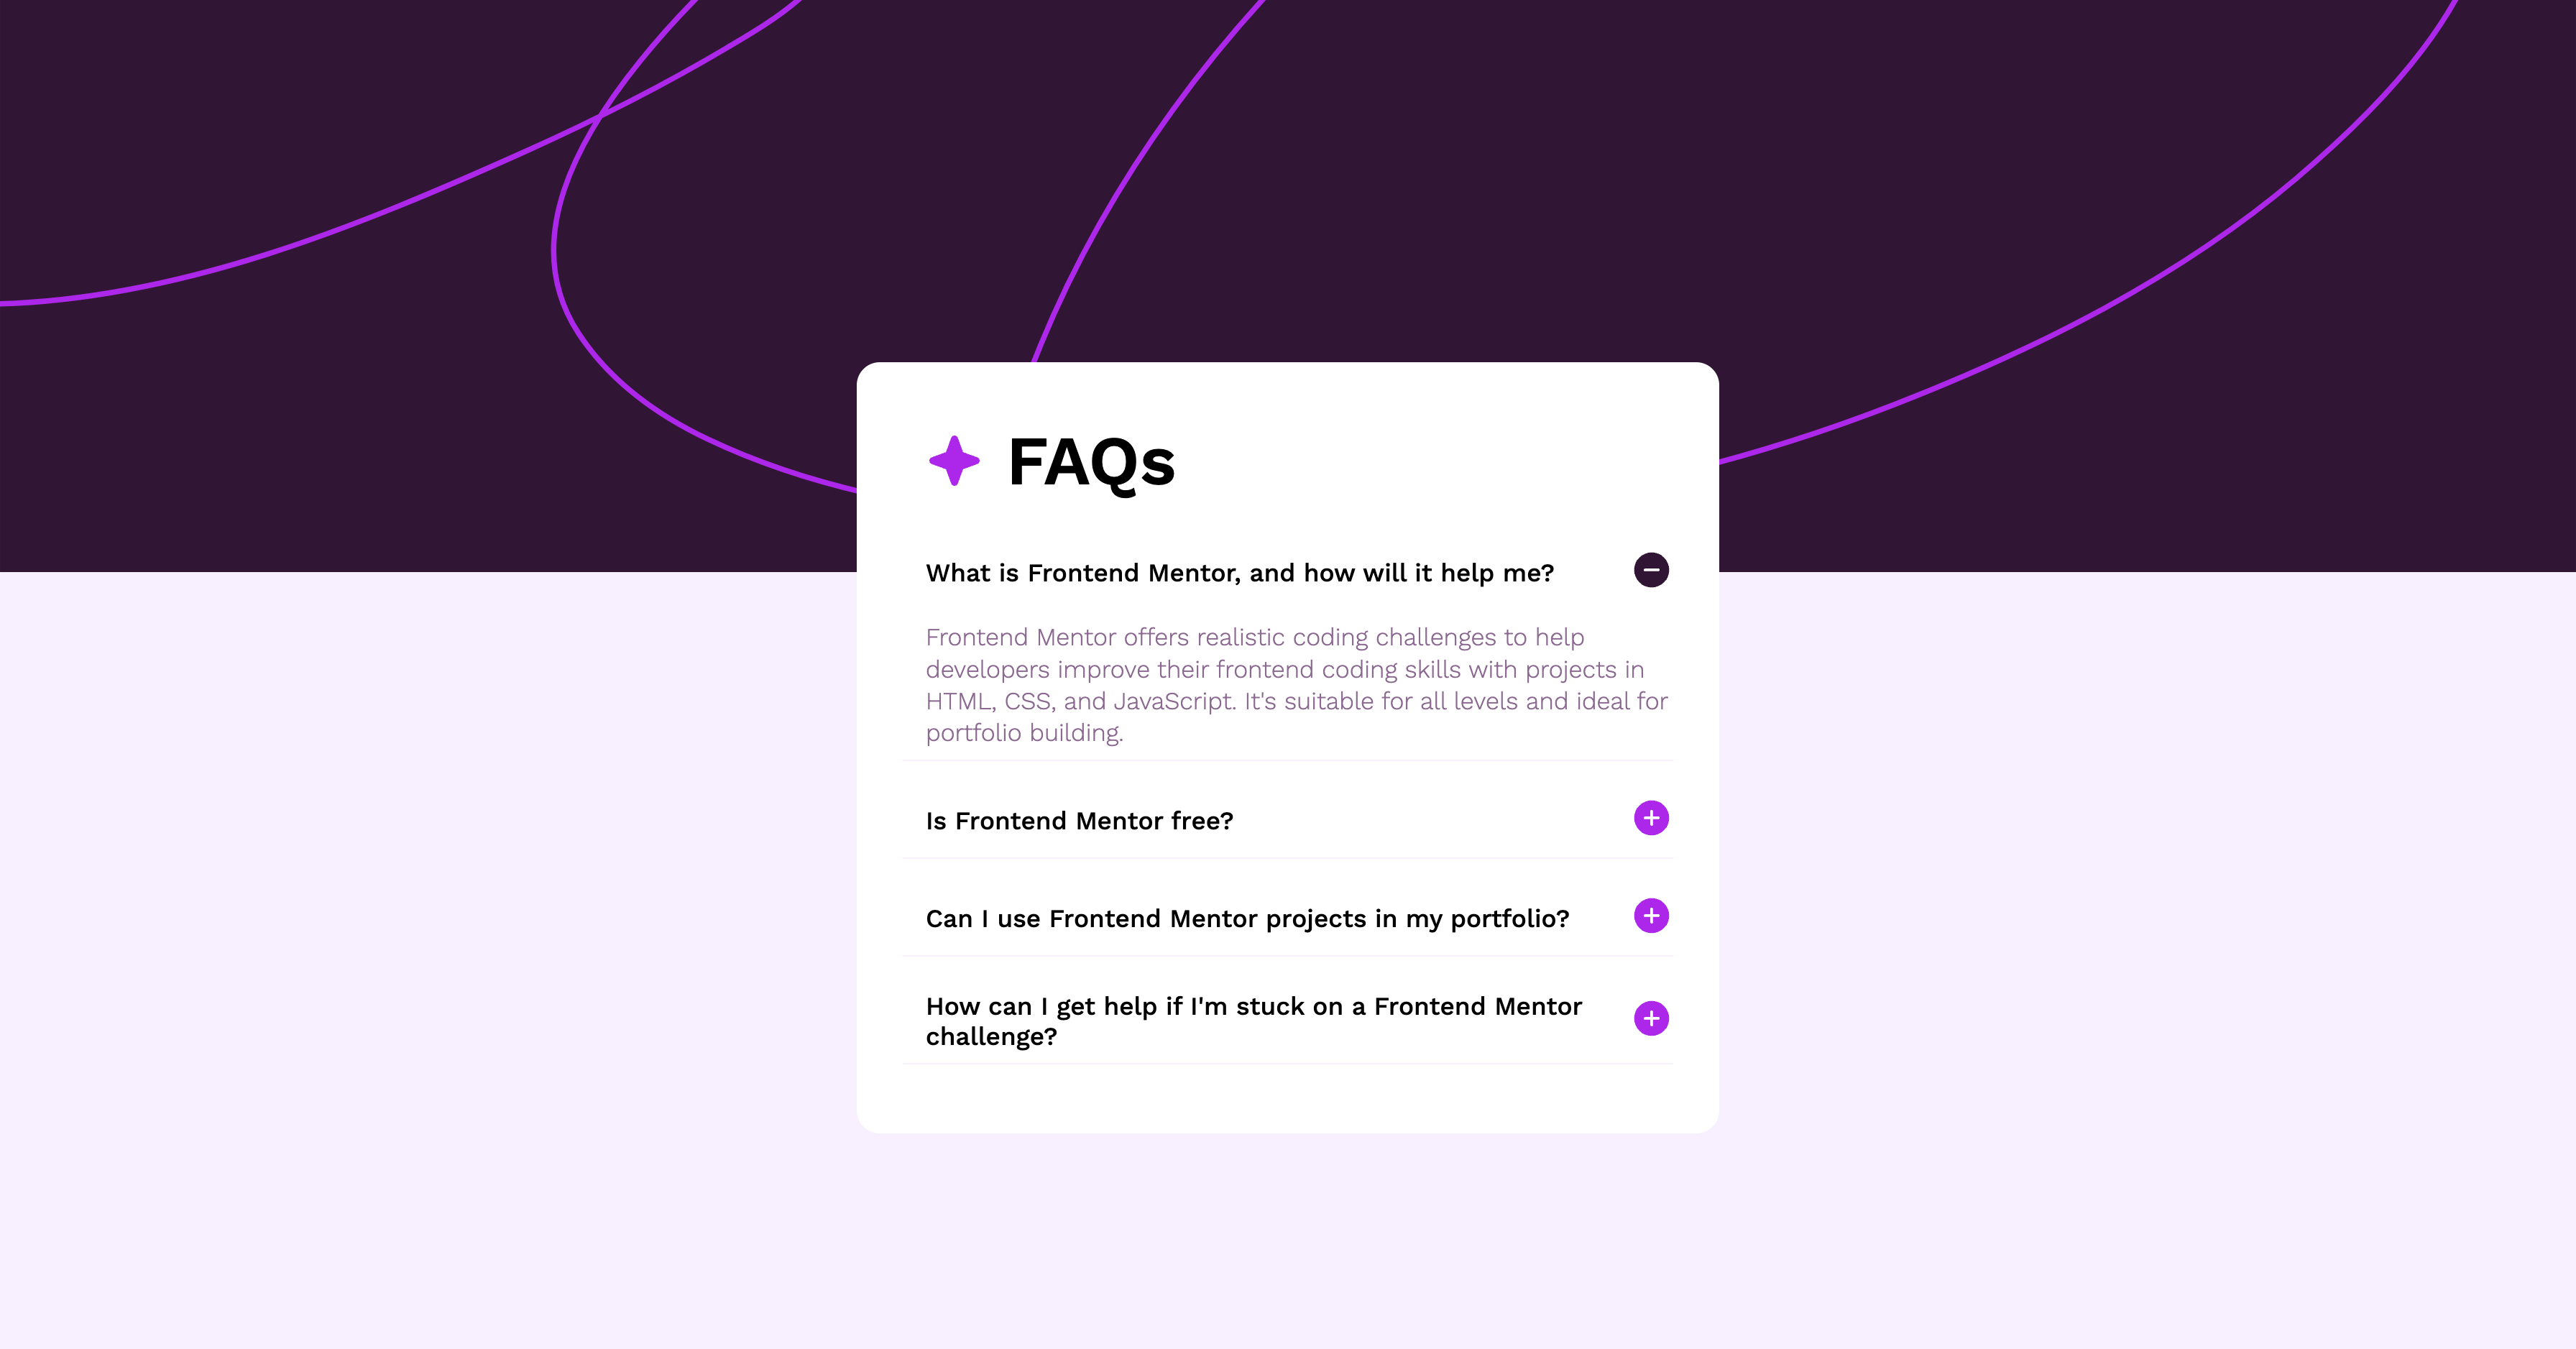 FAQs
What is Frontend Mentor, and how will it help me?
Frontend Mentor offers realistic coding challenges to help
developers improve their frontend coding skills with projects in
HTML, CSS, and JavaScript. It's suitable for all levels and ideal for
portfolio building.
Is Frontend Mentor free?
Can I use Frontend Mentor projects in my portfolio?
How can I get help if I'm stuck on a Frontend Mentor
challenge?